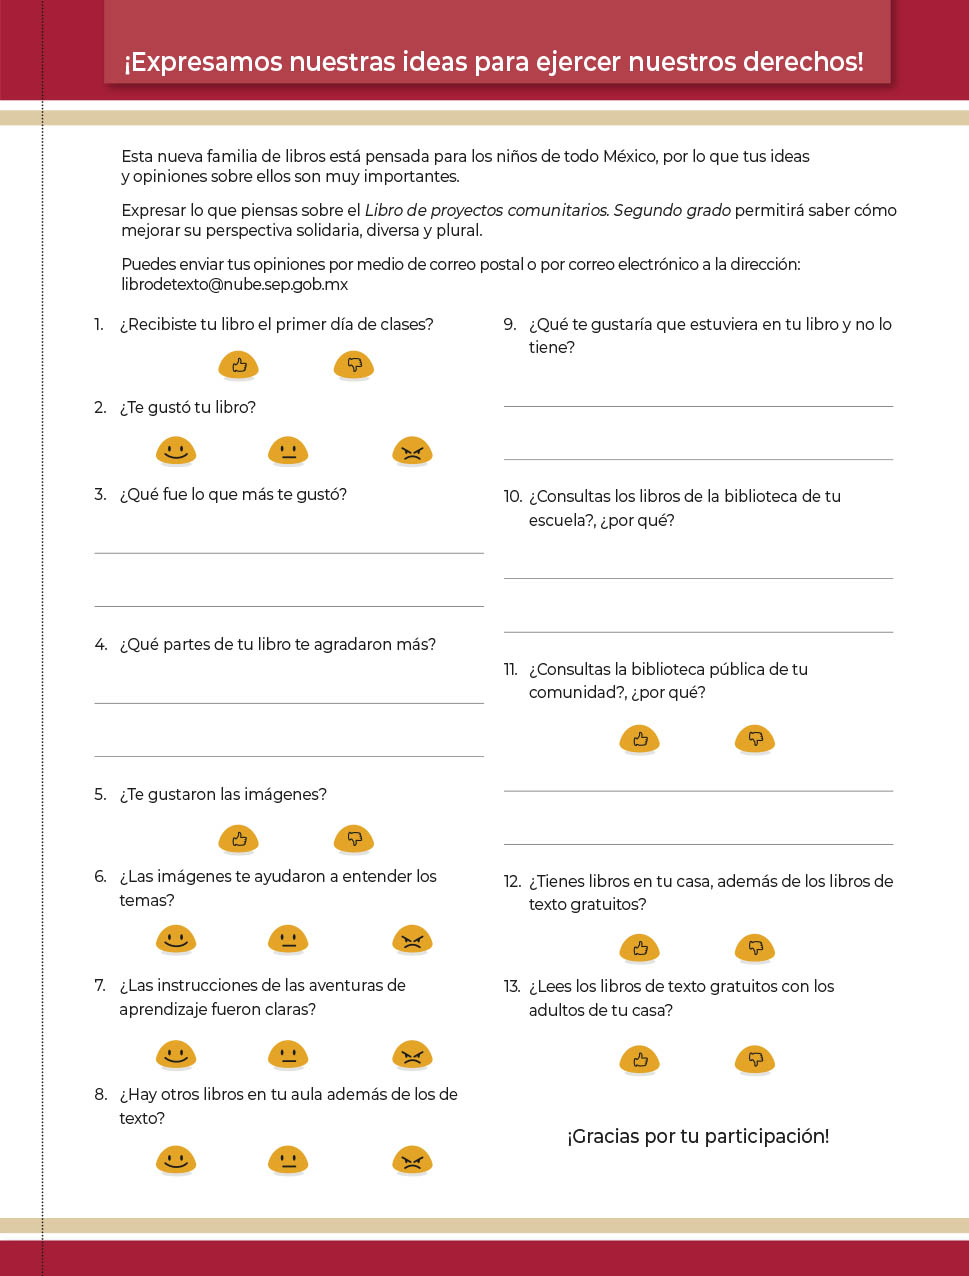 ¡Expresamos nuestras ideas para ejercer nuestros derechos!
Esta nueva familia de libros está pensada para los niños de todo México, por lo que tus ideas
y opiniones sobre ellos son muy importantes.
Expresar lo que piensas sobre el Libro de proyectos comunitarios. Segundo grado permitirá saber cómo
mejorar su perspectiva solidaria, diversa y plural.
Puedes enviar tus opiniones por medio de correo postal o por correo electrónico a la dirección:
librodetexto@nube.sep.gob.mx
1. ¿Recibiste tu libro el primer día de clases?
2. ¿Te gustó tu libro?
3. ¿Qué fue lo que más te gustó?
4. ¿Qué partes de tu libro te agradaron más?
5. ¿Te gustaron las imágenes?
6. ¿Las imágenes te ayudaron a entender los
temas?
7. ¿Las instrucciones de las aventuras de
aprendizaje fueron claras?
8. ¿Hay otros libros en tu aula además de los de
texto?
9. ¿Qué te gustaría que estuviera en tu libro y no lo
tiene?
10. ¿Consultas los libros de la biblioteca de tu
escuela?, ¿por qué?
11. ¿Consultas la biblioteca pública de tu
comunidad?, ¿por qué?
12. ¿Tienes libros en tu casa, además de los libros de
texto gratuitos?
13. ¿Lees los libros de texto gratuitos con los
adultos de tu casa?
¡Gracias por tu participación!